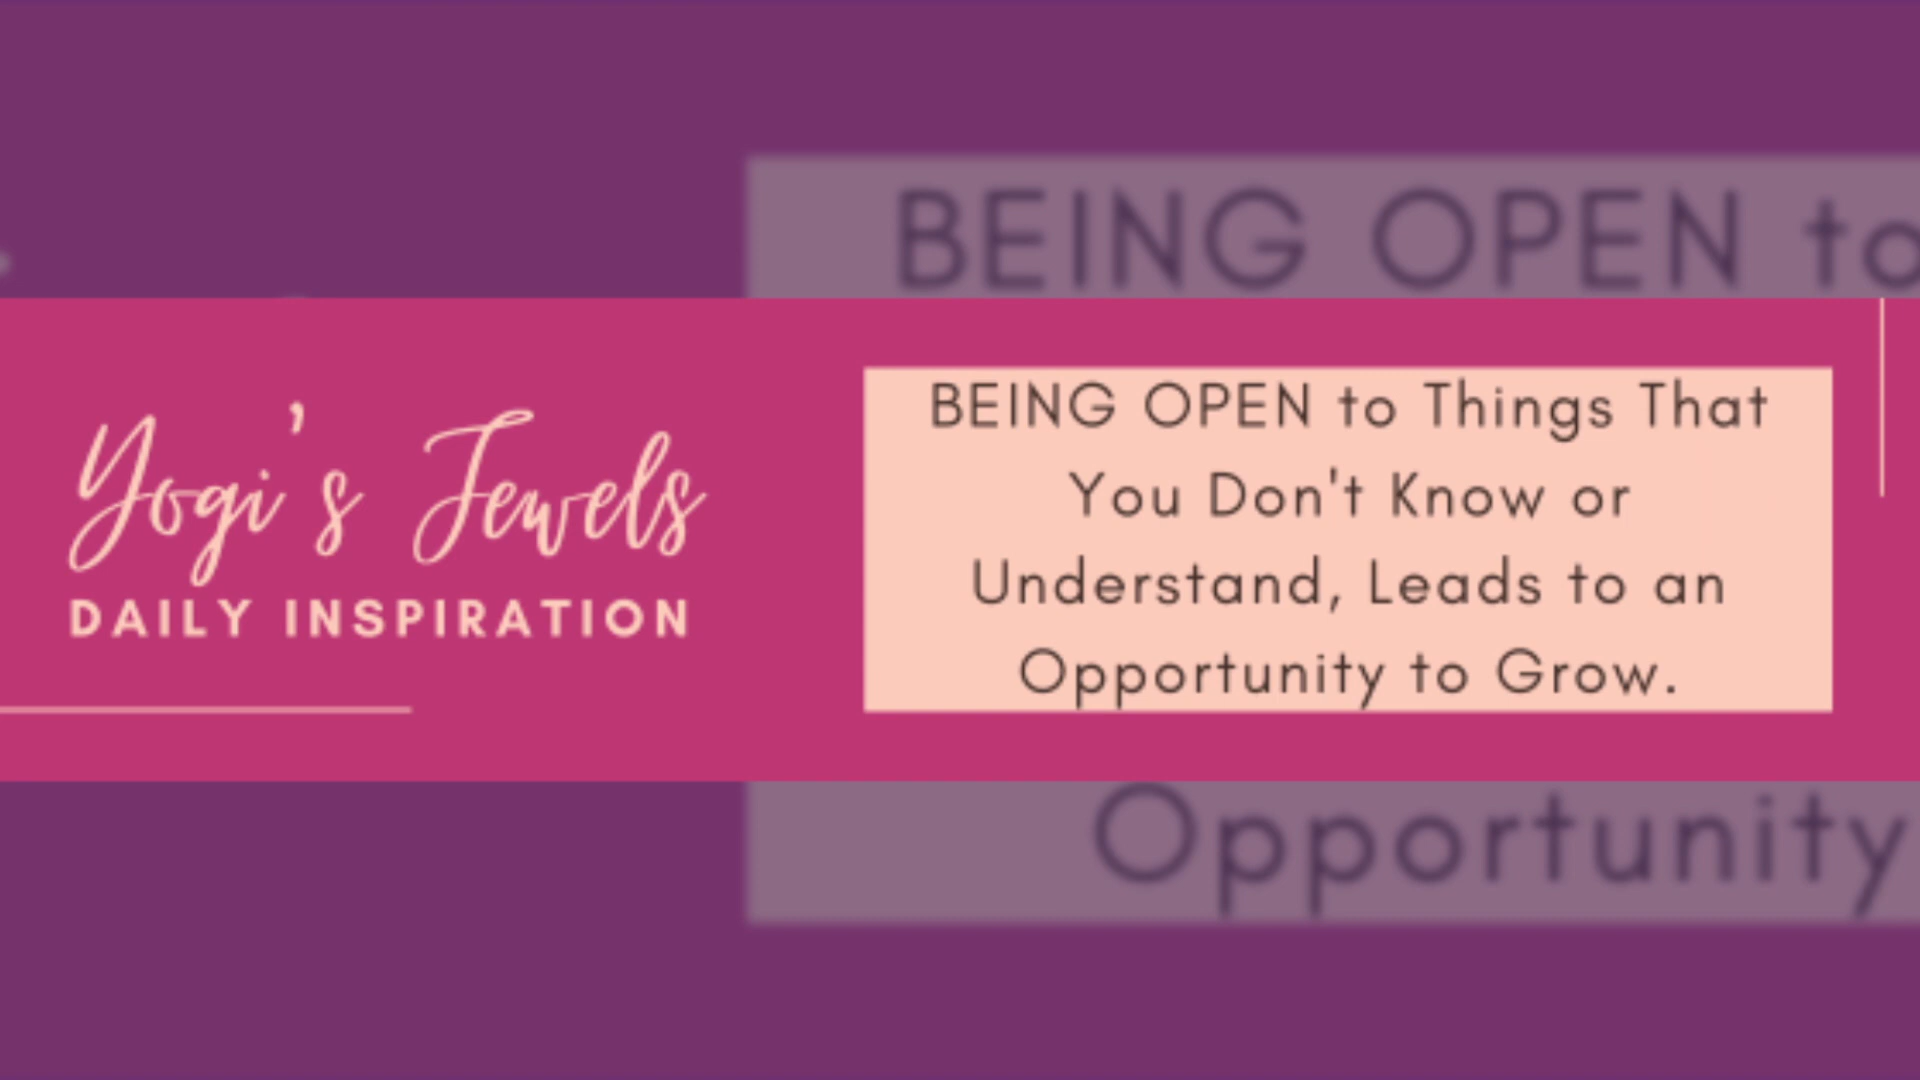 BEING OPEN to
Yogi's Jewels
DAILY INSPIRATION
BEING OPEN to Things That
You Don't Know or
Understand, Leads to an
Opportunity to Grow.
Opportunity